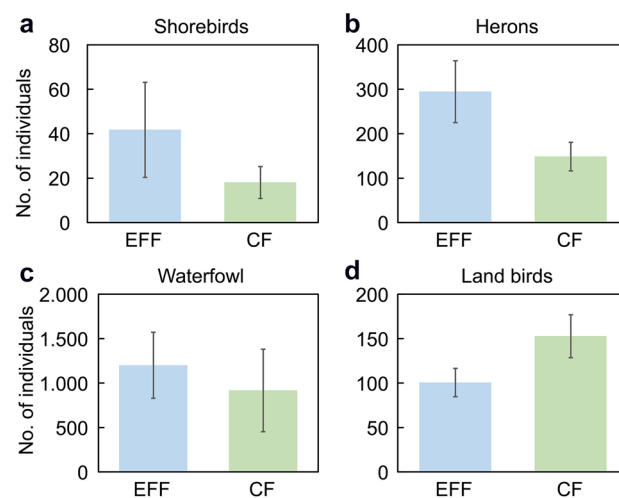 a
Shorebirds
No. of individuals
80
60
40
20
0
EFF
CF
b
Herons
400
300
200
100
0
EFF
CF
c
Waterfowl
No. of individuals
2.000
1.500
1.000
500
0
EFF
CF
d
Land birds
200
150
100
50
0
EFF
CF